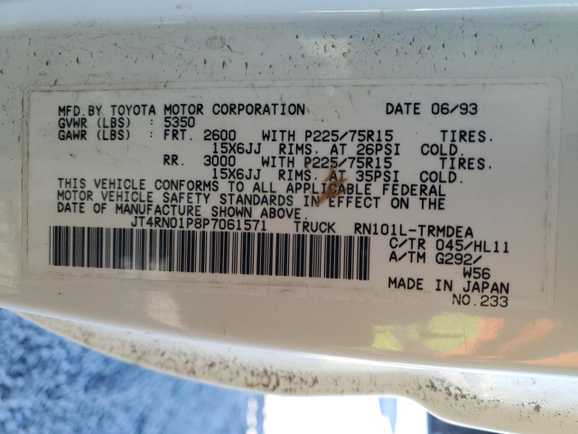 MFD.BY TOYOTA MOTOR CORPORATION DATE 06/93
GVWR (LBS) : 5350
GAWR (LBS) : FRT. 2600 WITH P225/75R15 TIRES.
15X6JJ RIMS. AT 26PSI COLD.
RR. 3000 WITH P225/75R15 TIRES.
15X6JJ RIMS. AT 35PSI COLD.
THIS VEHICLE CONFORMS TO ALL APPLICABLE FEDERAL
MOTOR VEHICLE SAFETY STANDARDS IN EFFECT ON THE
DATE OF MANUFACTURE SHOWN ABOVE.
JT4RN01P8P7061571 TRUCK RN101L-TRMDEA
C/TR 045/HL11
A/TM G292/
W56
MADE IN JAPAN
NO.233